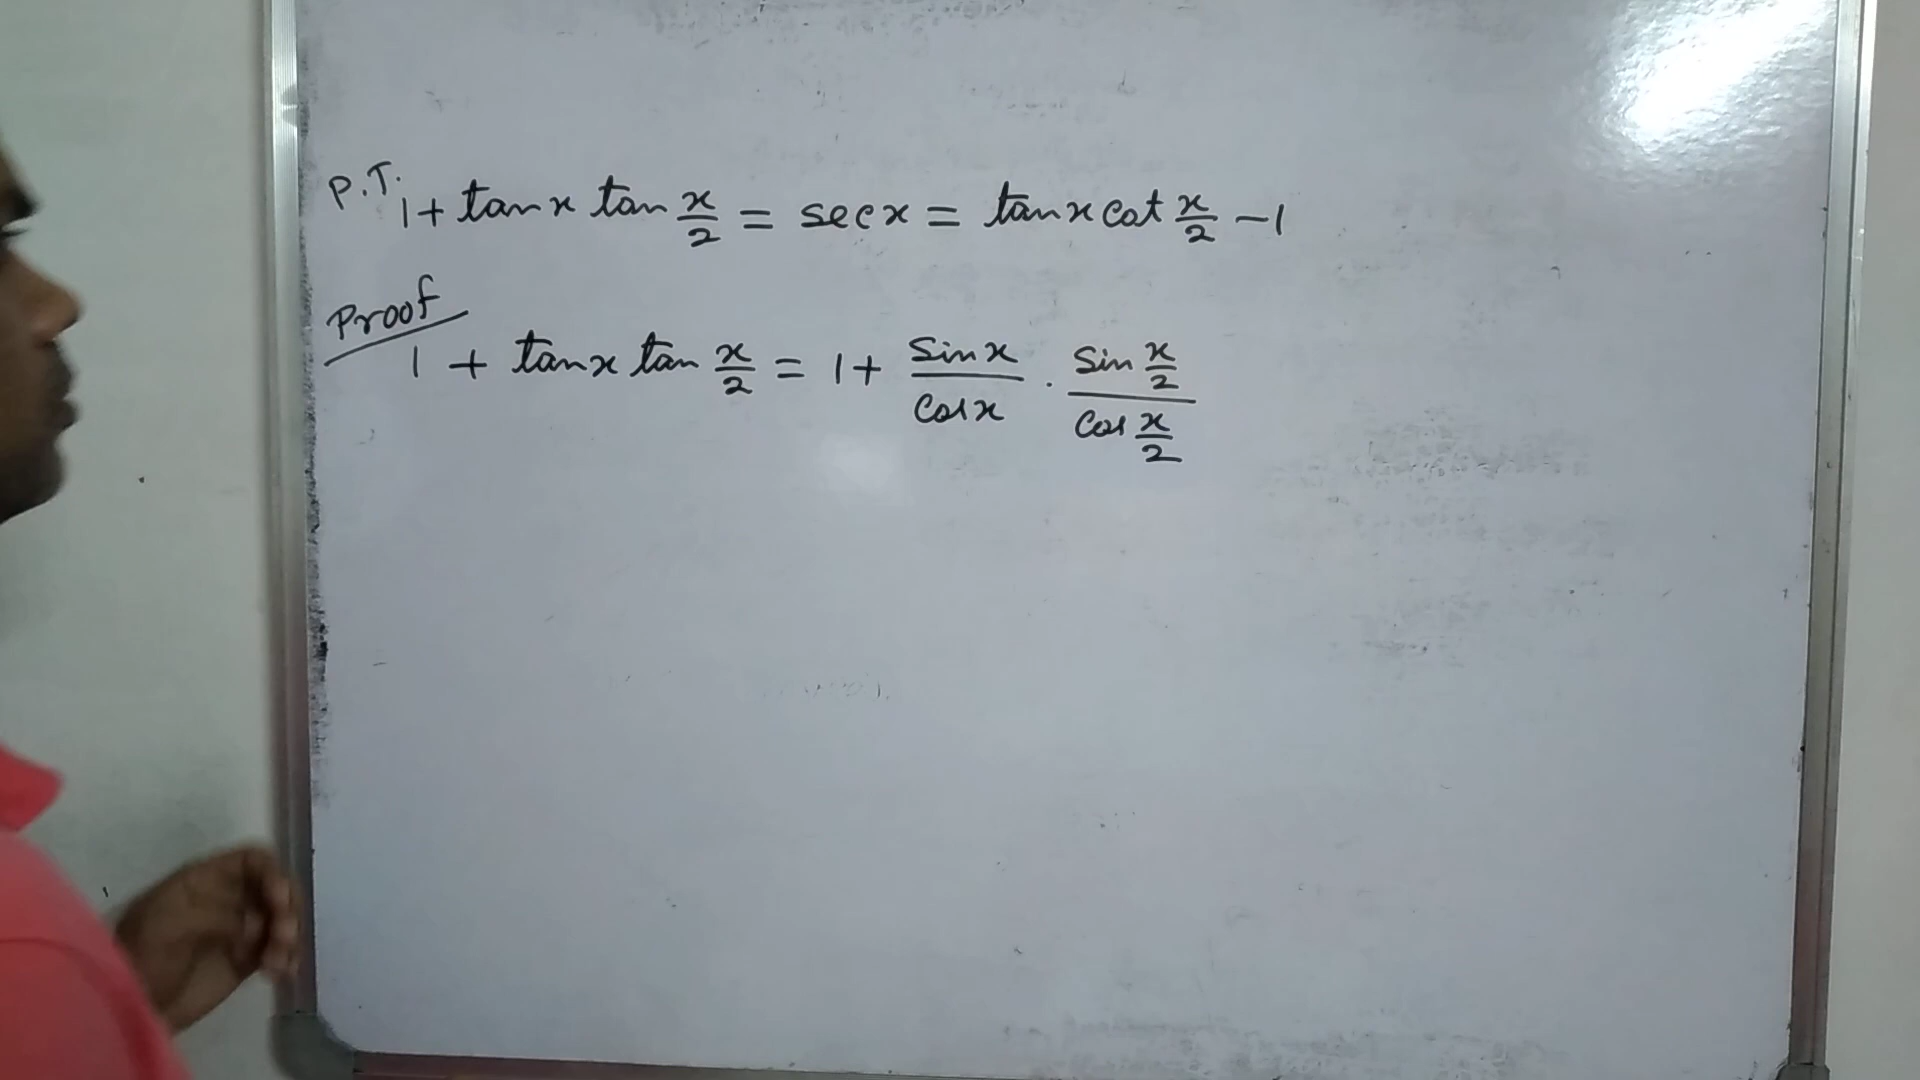 P.T. 1 + tan x tan x/2 = sec x = tan x cot x/2 - 1
Proof
1 + tan x tan x/2 = 1 + sin x/cos x . sin x/2 / cos x/2